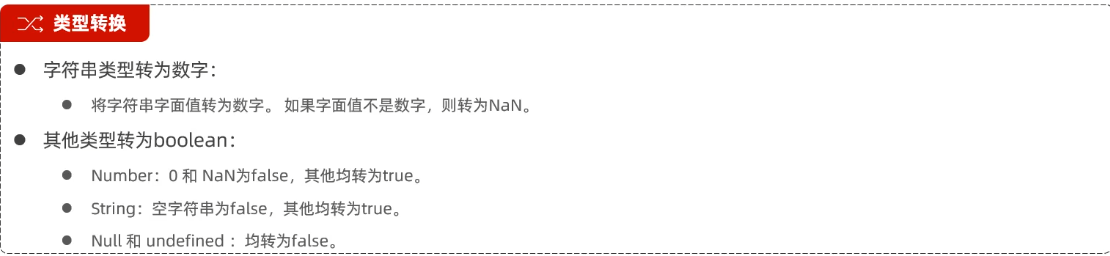 类型转换
字符串类型转为数字：
将字符串字面值转为数字。 如果字面值不是数字，则转为NaN。
其他类型转为boolean：
Number：0 和 NaN为false，其他均转为true。
String：空字符串为false，其他均转为true。
Null 和 undefined ：均转为false。